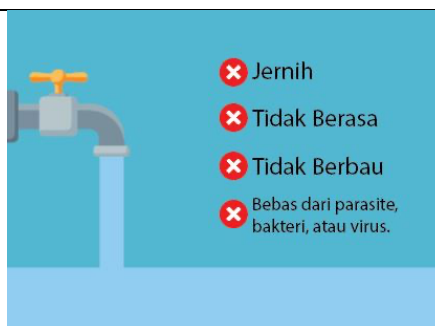 Jernih
Tidak Berasa
Tidak Berbau
Bebas dari parasite,
bakteri, atau virus.